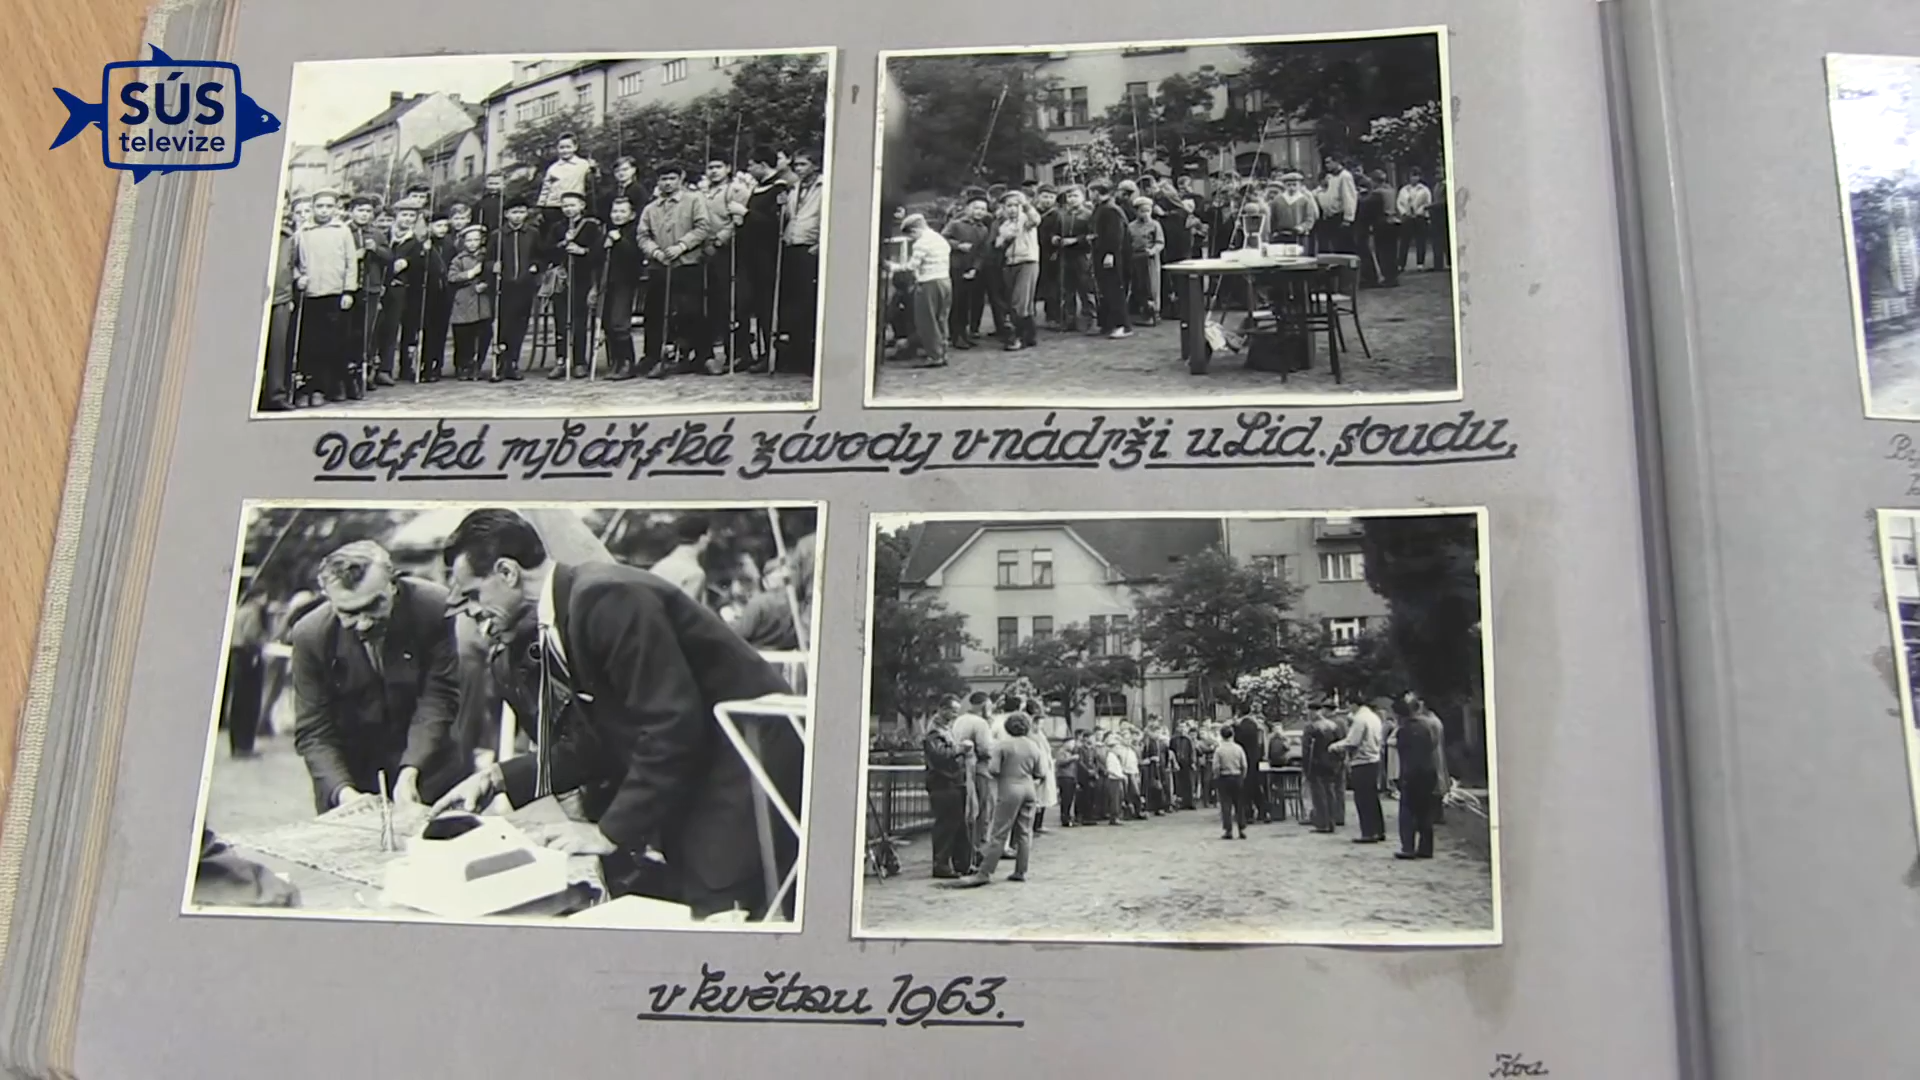 SÚS
televize
Dětské rybářské závody v nádrži u Lid. soudu,
v květnu 1963.